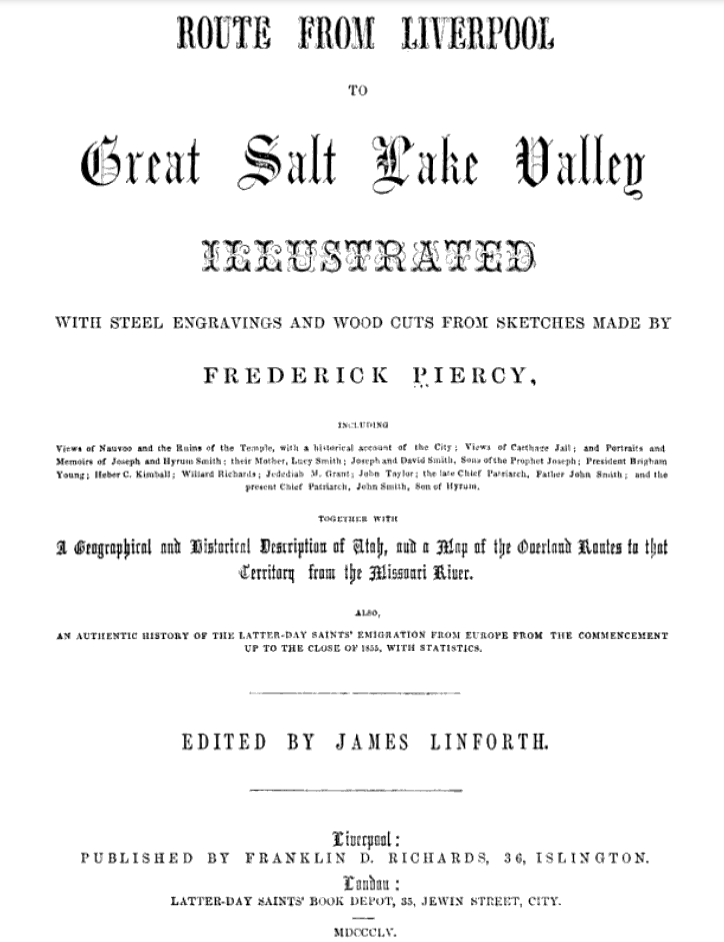 ROUTE FROM LIVERPOOL
TO
Great Salt Lake Valley
ILLUSTRATED
WITH STEEL ENGRAVINGS AND WOOD CUTS FROM SKETCHES MADE BY
FREDERICK PIERCY,
INCLUDING
Views of Nauvoo and the Ruins of the Temple, with a historical account of the City; Views of Carthage Jail; and Portraits and
Memoirs of Joseph and Hyrum Smith; their Mother, Lucy Smith; Joseph and David Smith, Sons of the Prophet Joseph; President Brigham
Young; Heber C. Kimball; Willard Richards; Jedediah M. Grant; John Taylor; the late Chief Patriarch, Father John Smith; and the
present Chief Patriarch, John Smith, Son of Hyrum.
TOGETHER WITH
A Geographical and Historical Description of Utah, and a Map of the Overland Routes to that
Territory from the Missouri River.
ALSO,
AN AUTHENTIC HISTORY OF THE LATTER-DAY SAINTS' EMIGRATION FROM EUROPE FROM THE COMMENCEMENT
UP TO THE CLOSE OF 1855, WITH STATISTICS.
EDITED BY JAMES LINFORTH.
Liverpool:
PUBLISHED BY FRANKLIN D. RICHARDS, 36, ISLINGTON.
London:
LATTER-DAY SAINTS' BOOK DEPOT, 35, JEWIN STREET, CITY.
MDCCCLV.